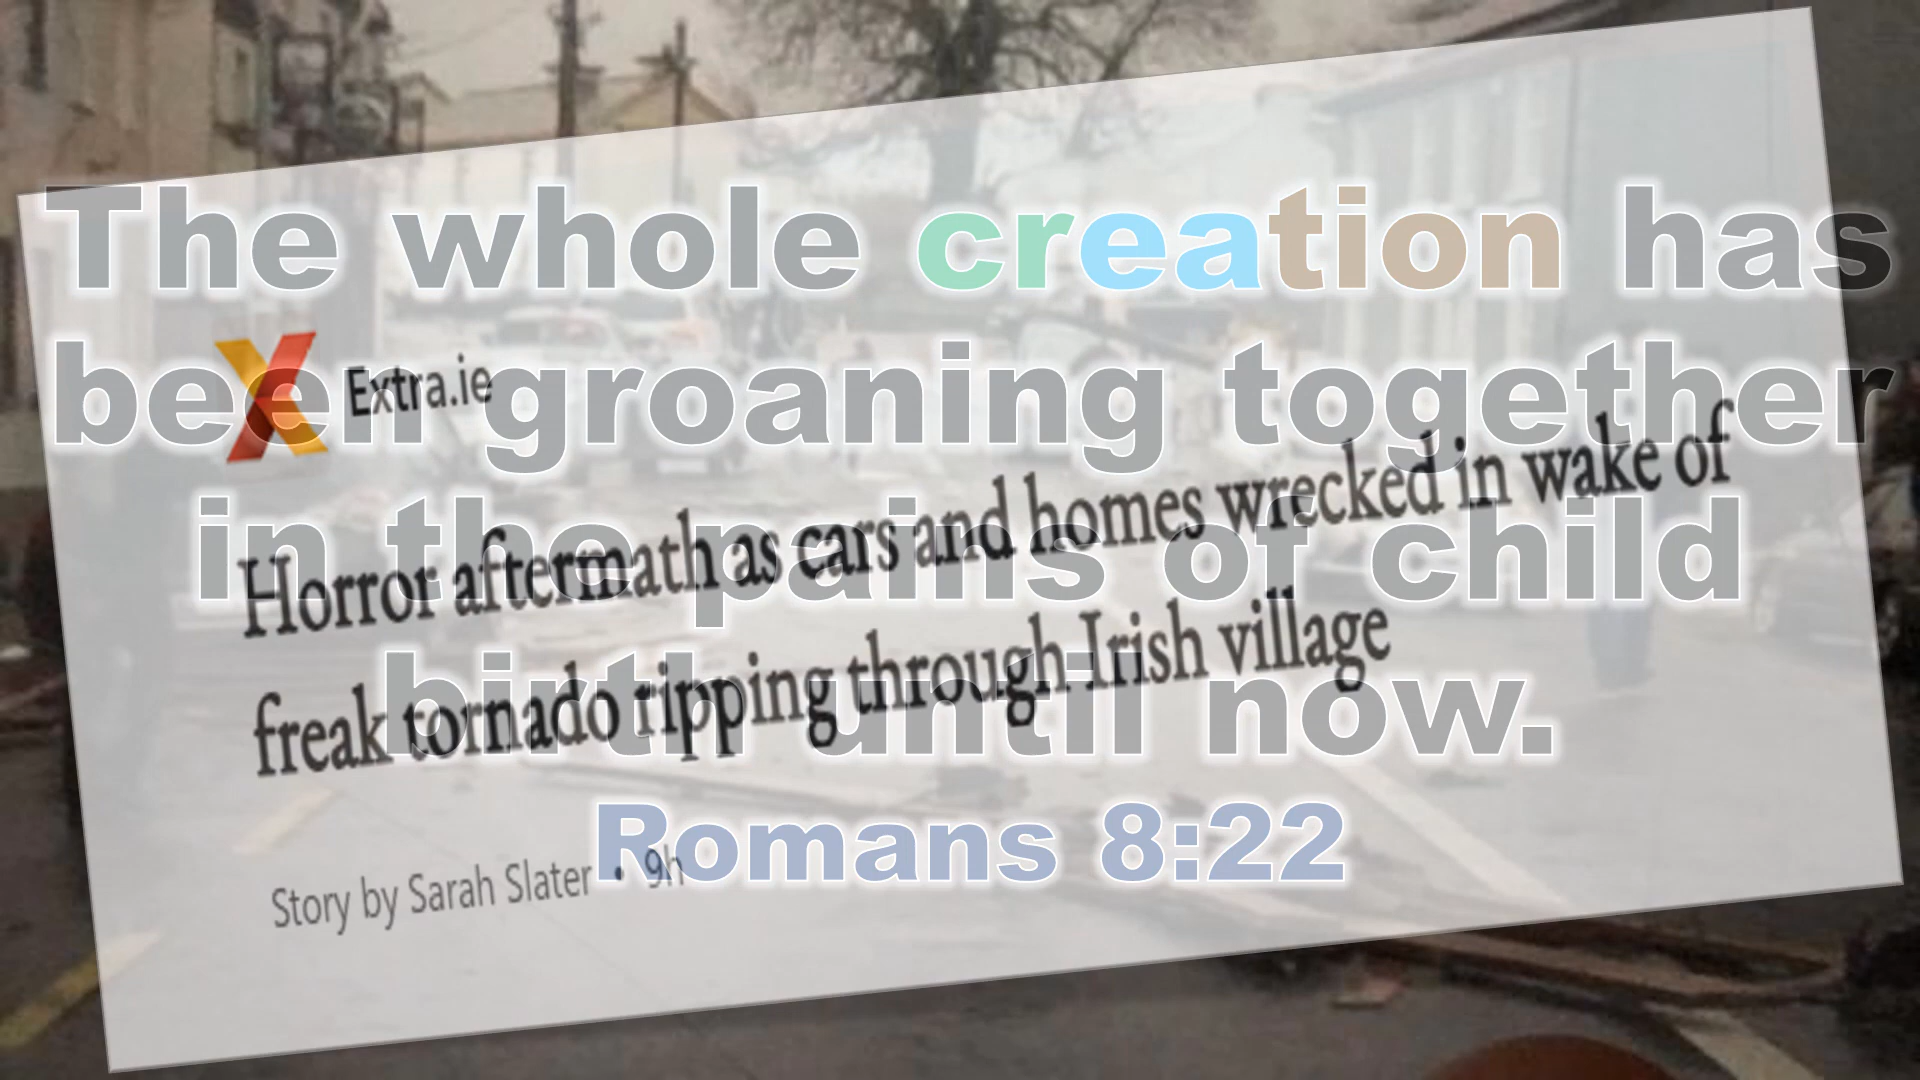 The whole creation has
been groaning together
in the pains of child
birth until now.
Romans 8:22
Extra.ie
Horror aftermath as cars and homes wrecked in wake of
freak tornado ripping through Irish village
Story by Sarah Slater • 9h